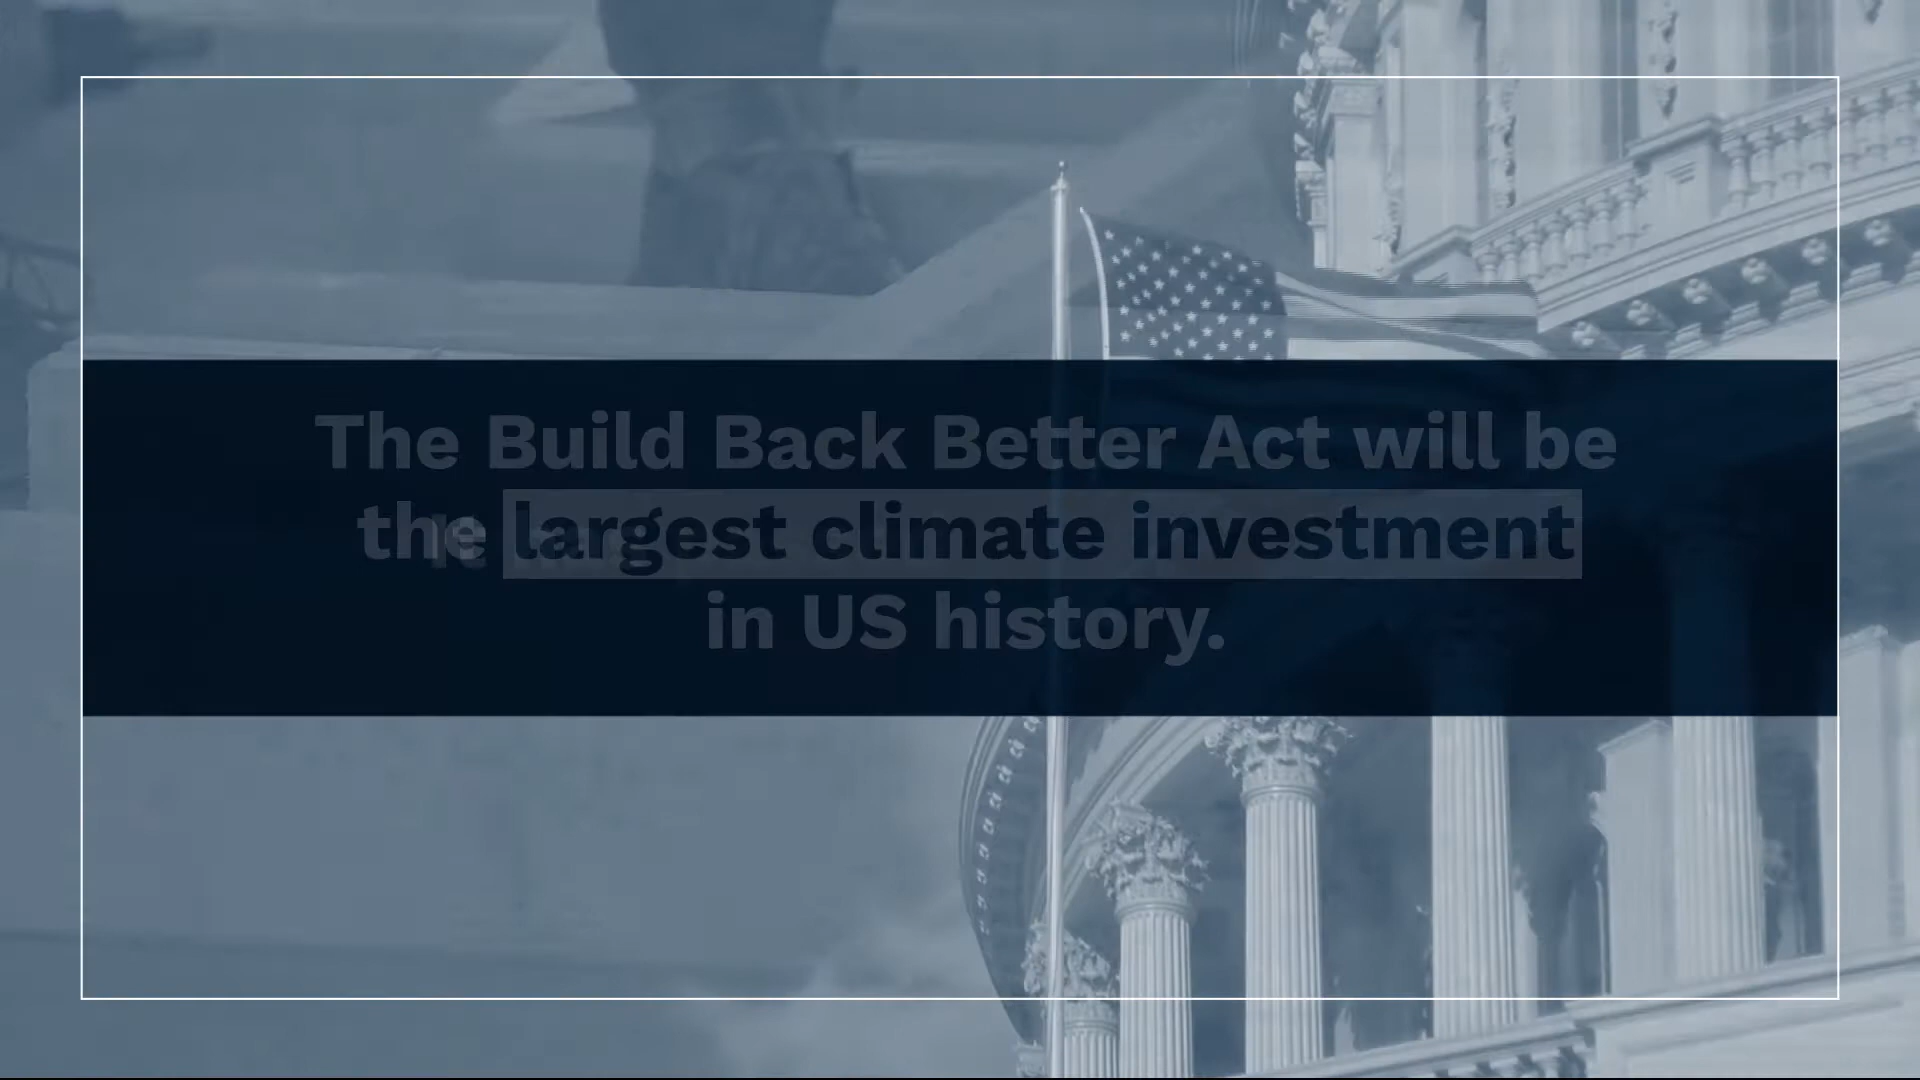 The Build Back Better Act will be
the largest climate investment
in US history.